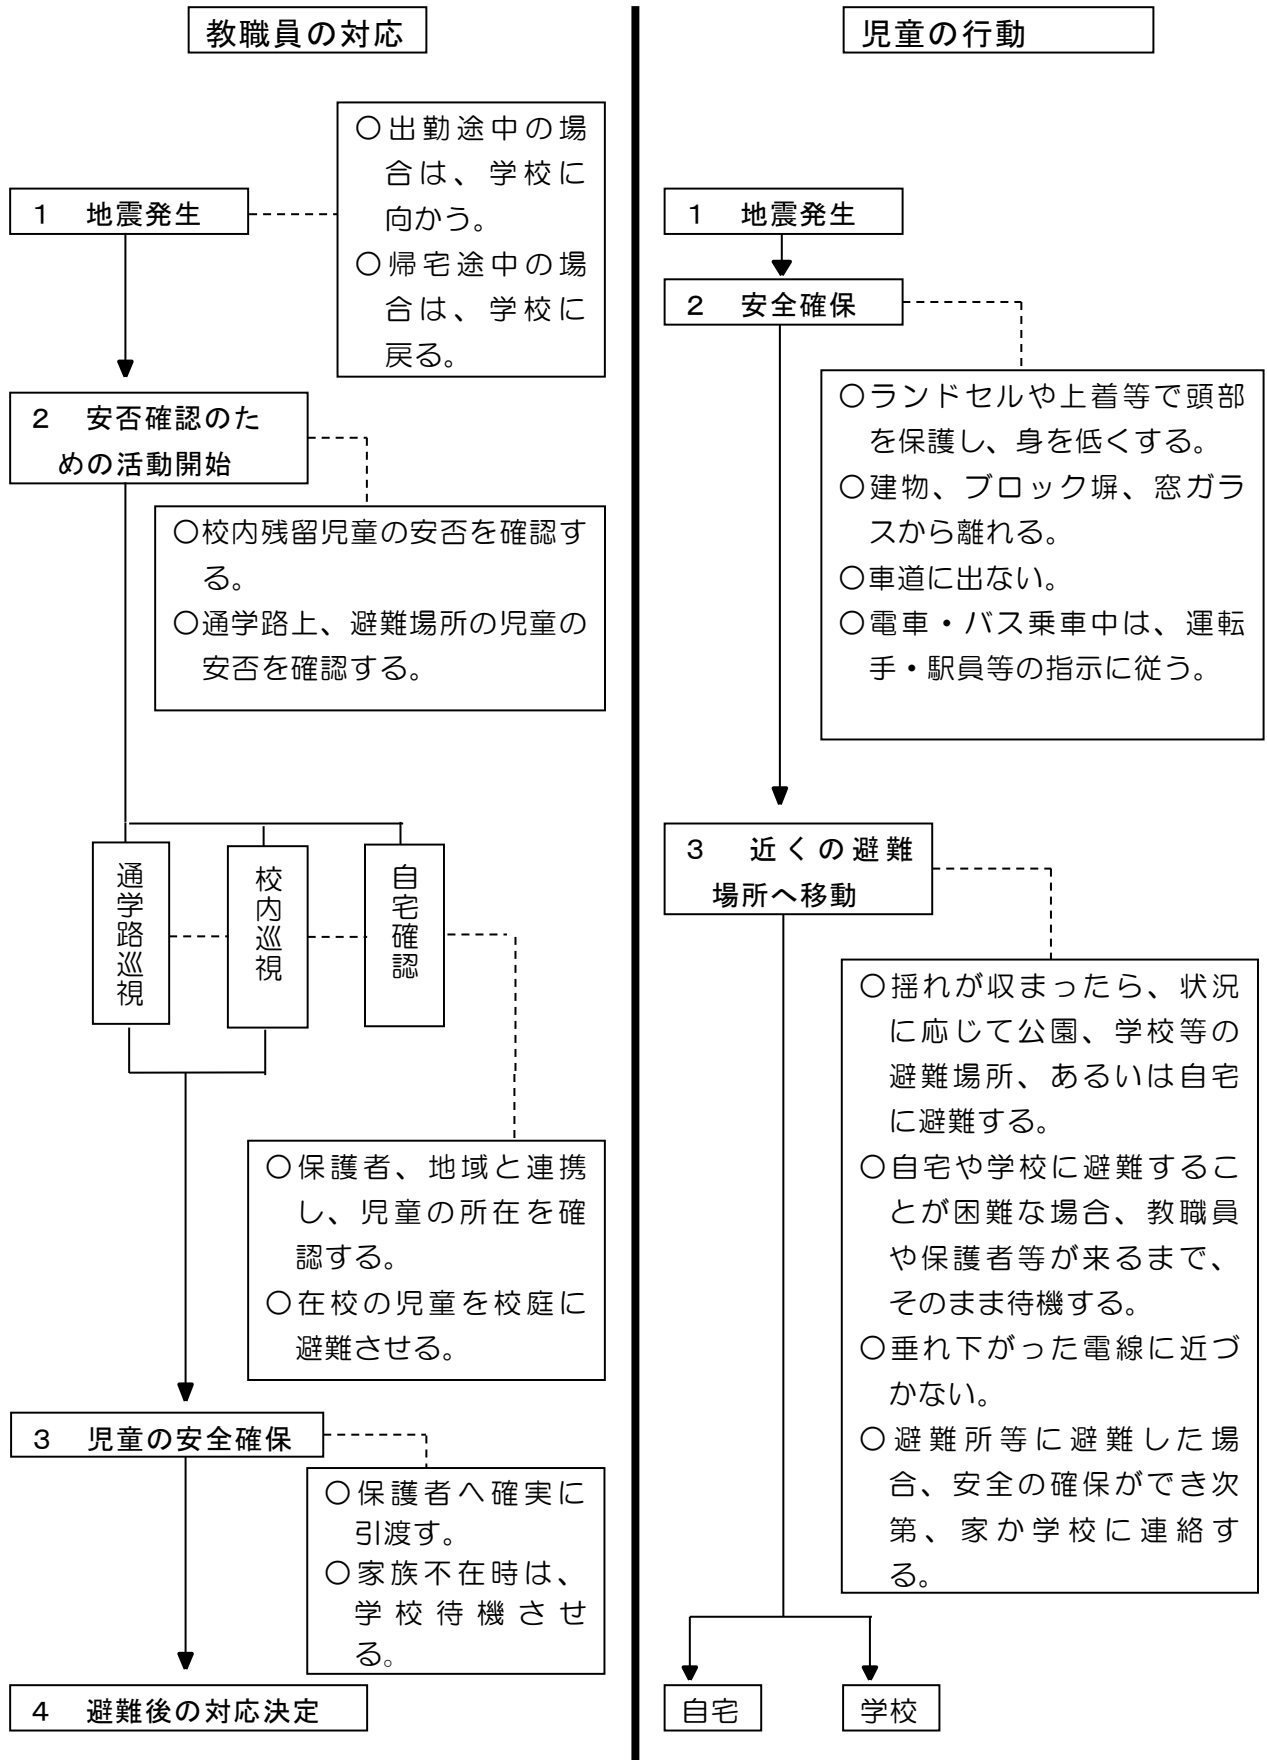 教職員の対応
1 地震発生
○出勤途中の場
合は、学校に
向かう。
○帰宅途中の場
合は、学校に
戻る。
2 安否確認のた
めの活動開始
○校内残留児童の安否を確認す
る。
○通学路上、避難場所の児童の
安否を確認する。
通学路巡視
校内巡視
自宅確認
○保護者、地域と連携
し、児童の所在を確
認する。
○在校の児童を校庭に
避難させる。
3 児童の安全確保
○保護者へ確実に
引渡す。
○家族不在時は、
学校待機させ
る。
4 避難後の対応決定
児童の行動
1 地震発生
2 安全確保
○ランドセルや上着等で頭部
を保護し、身を低くする。
○建物、ブロック塀、窓ガラ
スから離れる。
○車道に出ない。
○電車・バス乗車中は、運転
手・駅員等の指示に従う。
3 近くの避難
場所へ移動
○揺れが収まったら、状況
に応じて公園、学校等の
避難場所、あるいは自宅
に避難する。
○自宅や学校に避難するこ
とが困難な場合、教職員
や保護者等が来るまで、
そのまま待機する。
○垂れ下がった電線に近づ
かない。
○避難所等に避難した場
合、安全の確保ができ次
第、家か学校に連絡す
る。
自宅
学校